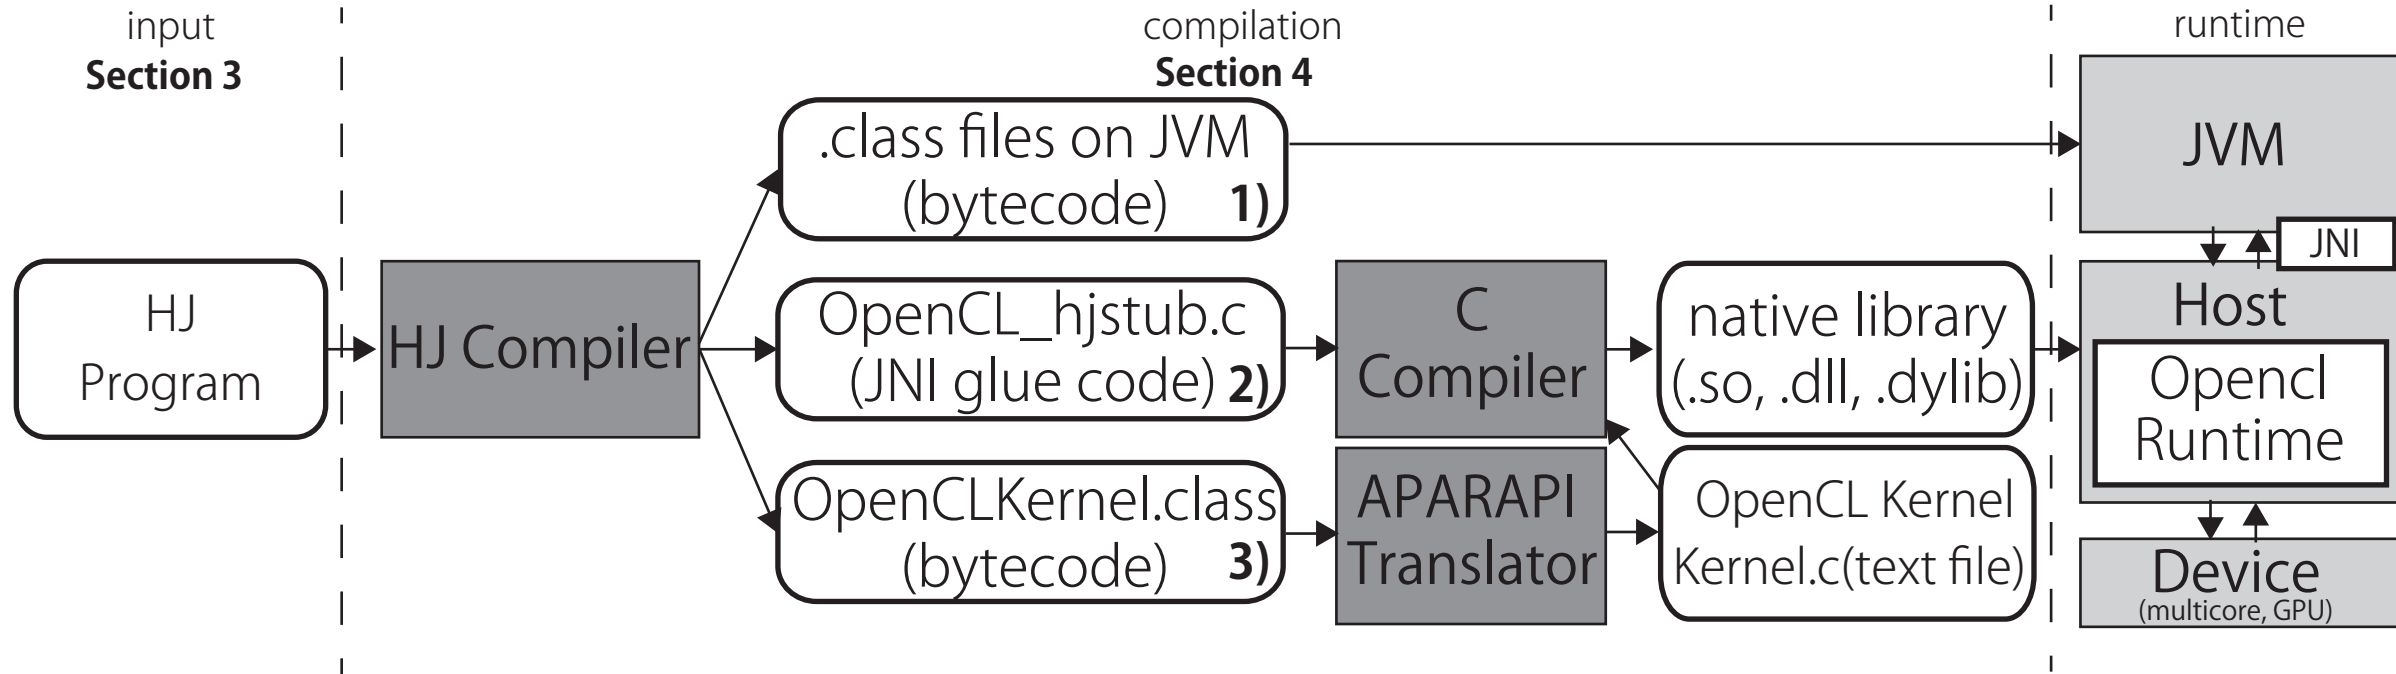 input
Section 3
compilation
Section 4
runtime
.class files on JVM
(bytecode) 1)
JVM
JNI
HJ
Program
HJ Compiler
OpenCL_hjstub.c
(JNI glue code) 2)
C
Compiler
native library
(.so, .dll, .dylib)
Host
Opencl
Runtime
OpenCLKernel.class
(bytecode) 3)
APARAPI
Translator
OpenCL Kernel
Kernel.c(text file)
Device
(multicore, GPU)